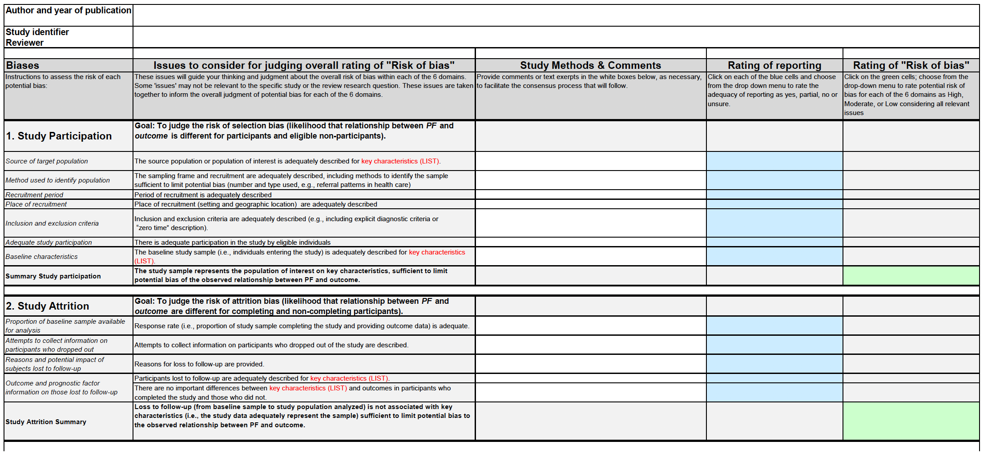 Author and year of publication
Study identifier
Reviewer
Biases
Issues to consider for judging overall rating of "Risk of bias"
Study Methods & Comments
Rating of reporting
Rating of "Risk of bias"
Instructions to assess the risk of each
potential bias:
These issues will guide your thinking and judgment about the overall risk of bias within each of the 6 domains.
Some 'issues' may not be relevant to the specific study or the review research question. These issues are taken
together to inform the overall judgment of potential bias for each of the 6 domains.
Provide comments or text exerpts in the white boxes below, as necessary,
to facilitate the consensus process that will follow.
Click on each of the blue cells and choose
from the drop down menu to rate the
adequacy of reporting as yes, partial, no or
unsure.
Click on the green cells; choose from the
drop-down menu to rate potential risk of
bias for each of the 6 domains as High,
Moderate, or Low considering all relevant
issues
1. Study Participation
Goal: To judge the risk of selection bias (likelihood that relationship between PF and
outcome is different for participants and eligible non-participants).
Source of target population
The source population or population of interest is adequately described for key characteristics (LIST).
Method used to identify population
The sampling frame and recruitment are adequately described, including methods to identify the sample
sufficient to limit potential bias (number and type used, e.g., referral patterns in health care)
Recruitment period
Period of recruitment is adequately described
Place of recruitment
Place of recruitment (setting and geographic location) are adequately described
Inclusion and exclusion criteria
Inclusion and exclusion criteria are adequately described (e.g., including explicit diagnostic criteria or
“zero time” description).
Adequate study participation
There is adequate participation in the study by eligible individuals
Baseline characteristics
The baseline study sample (i.e., individuals entering the study) is adequately described for key characteristics
(LIST).
Summary Study participation
The study sample represents the population of interest on key characteristics, sufficient to limit
potential bias of the observed relationship between PF and outcome.
2. Study Attrition
Goal: To judge the risk of attrition bias (likelihood that relationship between PF and
outcome are different for completing and non-completing participants).
Proportion of baseline sample available
for analysis
Response rate (i.e., proportion of study sample completing the study and providing outcome data) is adequate.
Attempts to collect information on
participants who dropped out
Attempts to collect information on participants who dropped out of the study are described.
Reasons and potential impact of
subjects lost to follow-up
Reasons for loss to follow-up are provided.
Outcome and prognostic factor
information on those lost to follow-up
Participants lost to follow-up are adequately described for key characteristics (LIST).
There are no important differences between key characteristics (LIST) and outcomes in participants who
completed the study and those who did not.
Study Attrition Summary
Loss to follow-up (from baseline sample to study population analyzed) is not associated with key
characteristics (i.e., the study data adequately represent the sample) sufficient to limit potential bias to
the observed relationship between PF and outcome.